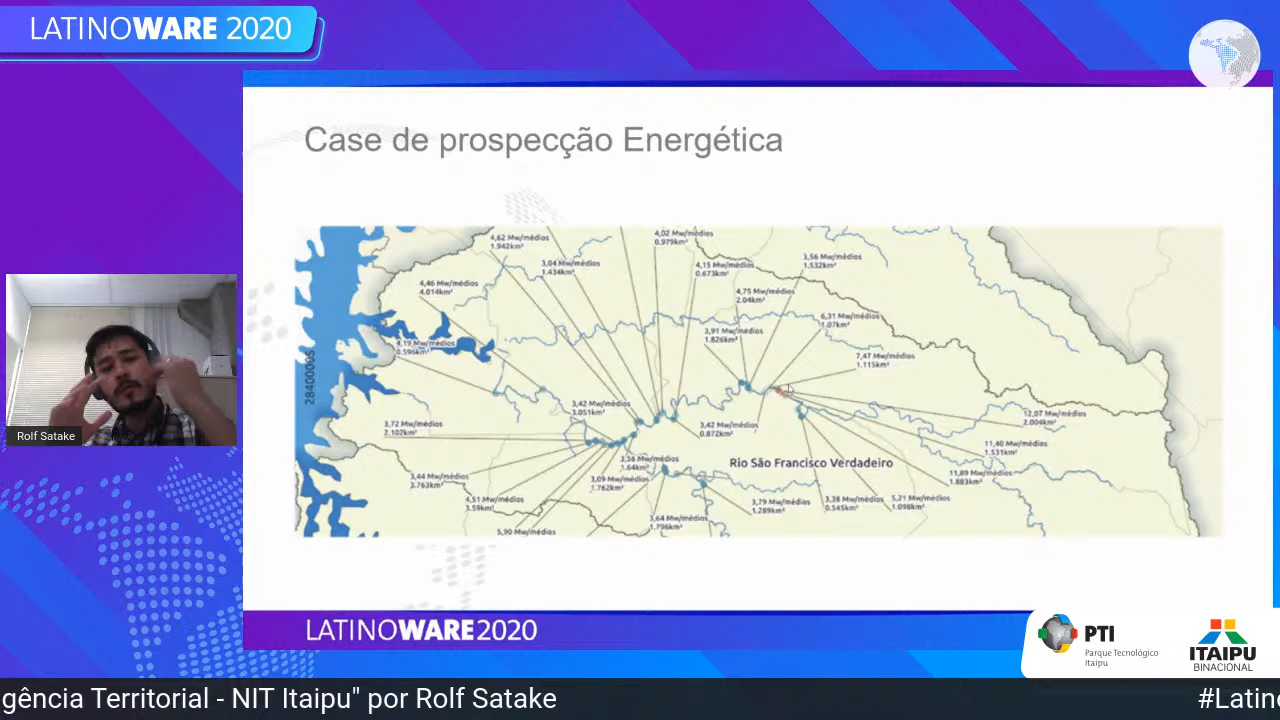 LATINOWARE 2020
Case de prospecção Energética
4,62 Mw/médios
1.942km²
4,02 Mw/médios
0.979km²
3,04 Mw/médios
1.434km²
4,15 Mw/médios
0.673km²
3,56 Mw/médios
1.532km²
4,46 Mw/médios
4.014km²
4,75 Mw/médios
2.04km²
6,31 Mw/médios
1.07km²
3,91 Mw/médios
1.826km²
4,19 Mw/médios
0.596km²
7,47 Mw/médios
1.115km²
2840000S
3,42 Mw/médios
3.051km²
12,07 Mw/médios
2.004km²
3,72 Mw/médios
2.102km²
3,42 Mw/médios
0.872km²
11,40 Mw/médios
1.531km²
Rio São Francisco Verdadeiro
3,56 Mw/médios
1.64km²
3,44 Mw/médios
3.763km²
3,09 Mw/médios
1.762km²
11,89 Mw/médios
1.883km²
4,51 Mw/médios
3.59km²
3,79 Mw/médios
1.289km²
3,38 Mw/médios
0.545km²
5,21 Mw/médios
1.098km²
3,64 Mw/médios
1.796km²
5,90 Mw/médios
Rolf Satake
LATINOWARE2020
PTI
Parque Tecnológico
Itaipu
ITAIPU
BINACIONAL
gência Territorial - NIT Itaipu" por Rolf Satake
#Latin